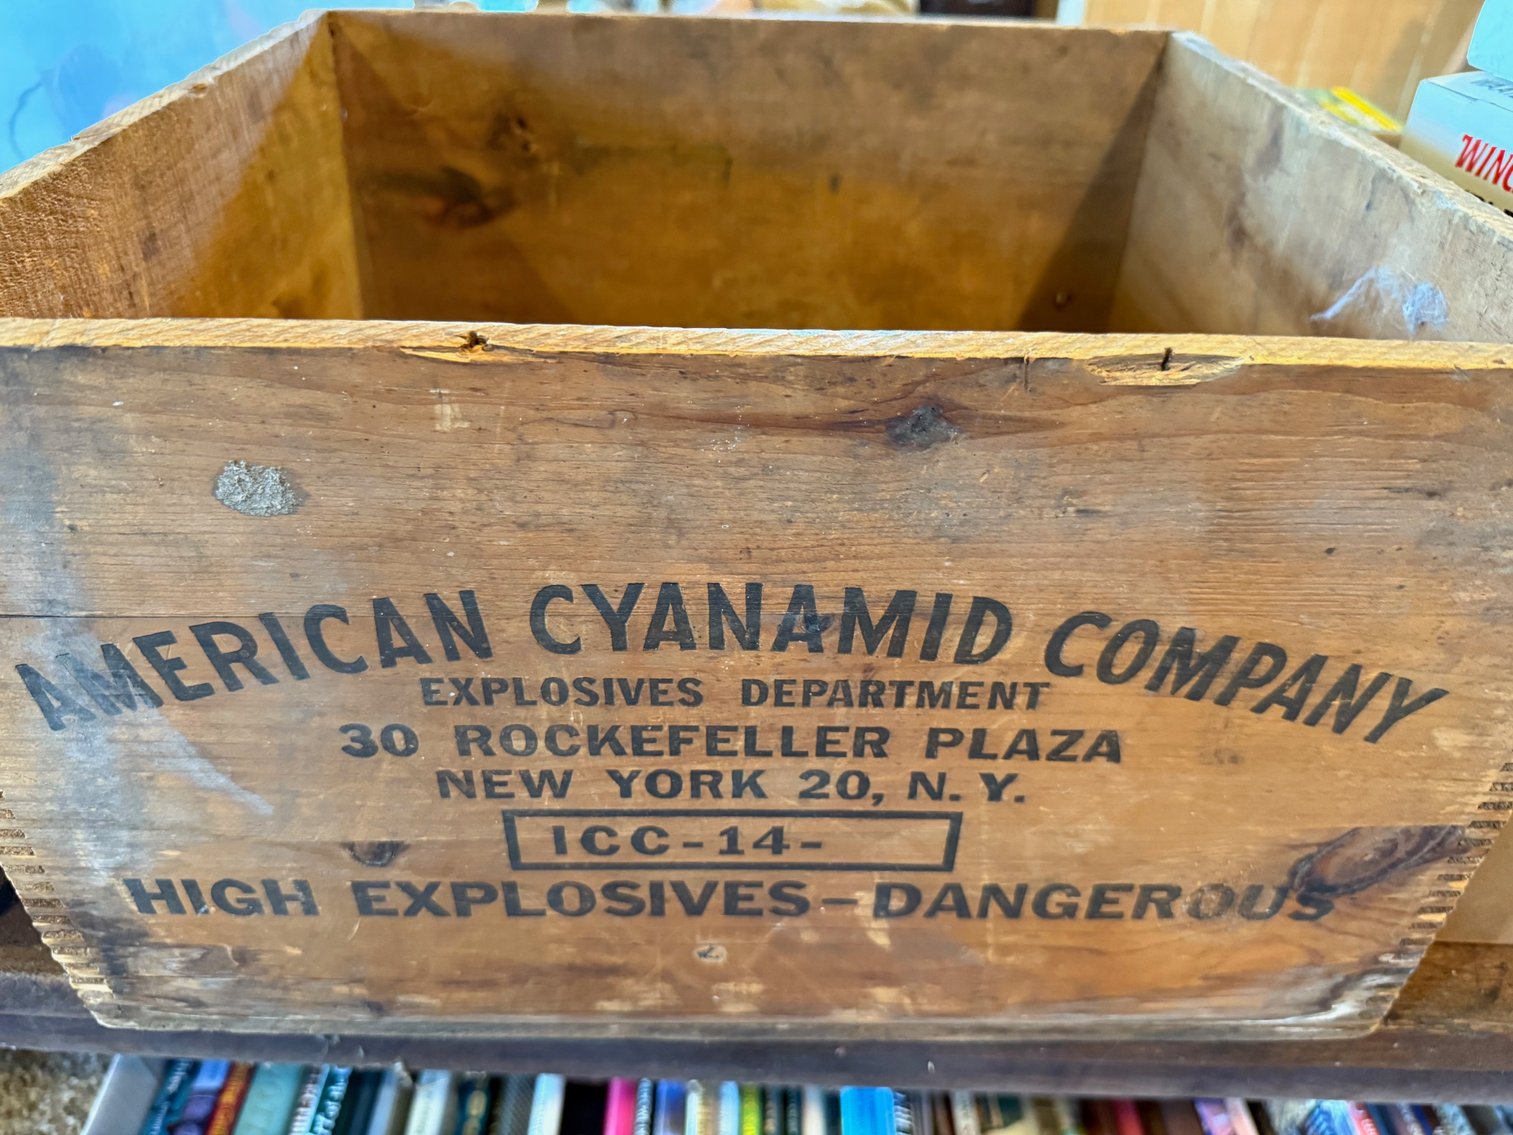 AMERICAN CYANAMID COMPANY
EXPLOSIVES DEPARTMENT
30 ROCKEFELLER PLAZA
NEW YORK 20, N. Y.
ICC-14-
HIGH EXPLOSIVES-DANGEROUS